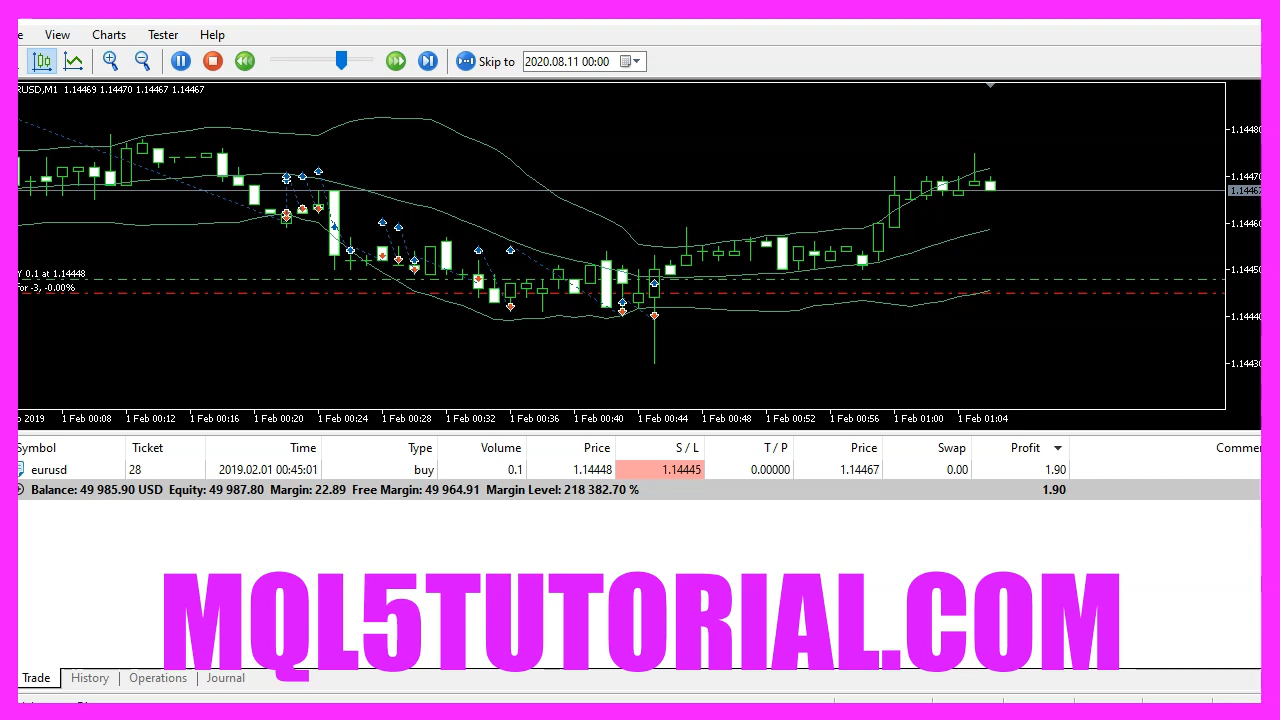 e View Charts Tester Help
Skip to 2020.08.11 00:00
RUSD,M1 1.14469 1.14470 1.14467 1.14467
1.14480
1.14470
1.14467
1.14460
Y 0.1 at 1.14448
1.14450
or -3, -0.00%
1.14440
1.14430
2019 1 Feb 00:08 1 Feb 00:12 1 Feb 00:16 1 Feb 00:20 1 Feb 00:24 1 Feb 00:28 1 Feb 00:32 1 Feb 00:36 1 Feb 00:40 1 Feb 00:44 1 Feb 00:48 1 Feb 00:52 1 Feb 00:56 1 Feb 01:00 1 Feb 01:04
Symbol Ticket Time Type Volume Price S / L T / P Price Swap Profit Commer
eurusd 28 2019.02.01 00:45:01 buy 0.1 1.14448 1.14445 0.00000 1.14467 0.00 1.90
Balance: 49 985.90 USD Equity: 49 987.80 Margin: 22.89 Free Margin: 49 964.91 Margin Level: 218 382.70 % 1.90
MQL5TUTORIAL.COM
Trade History Operations Journal